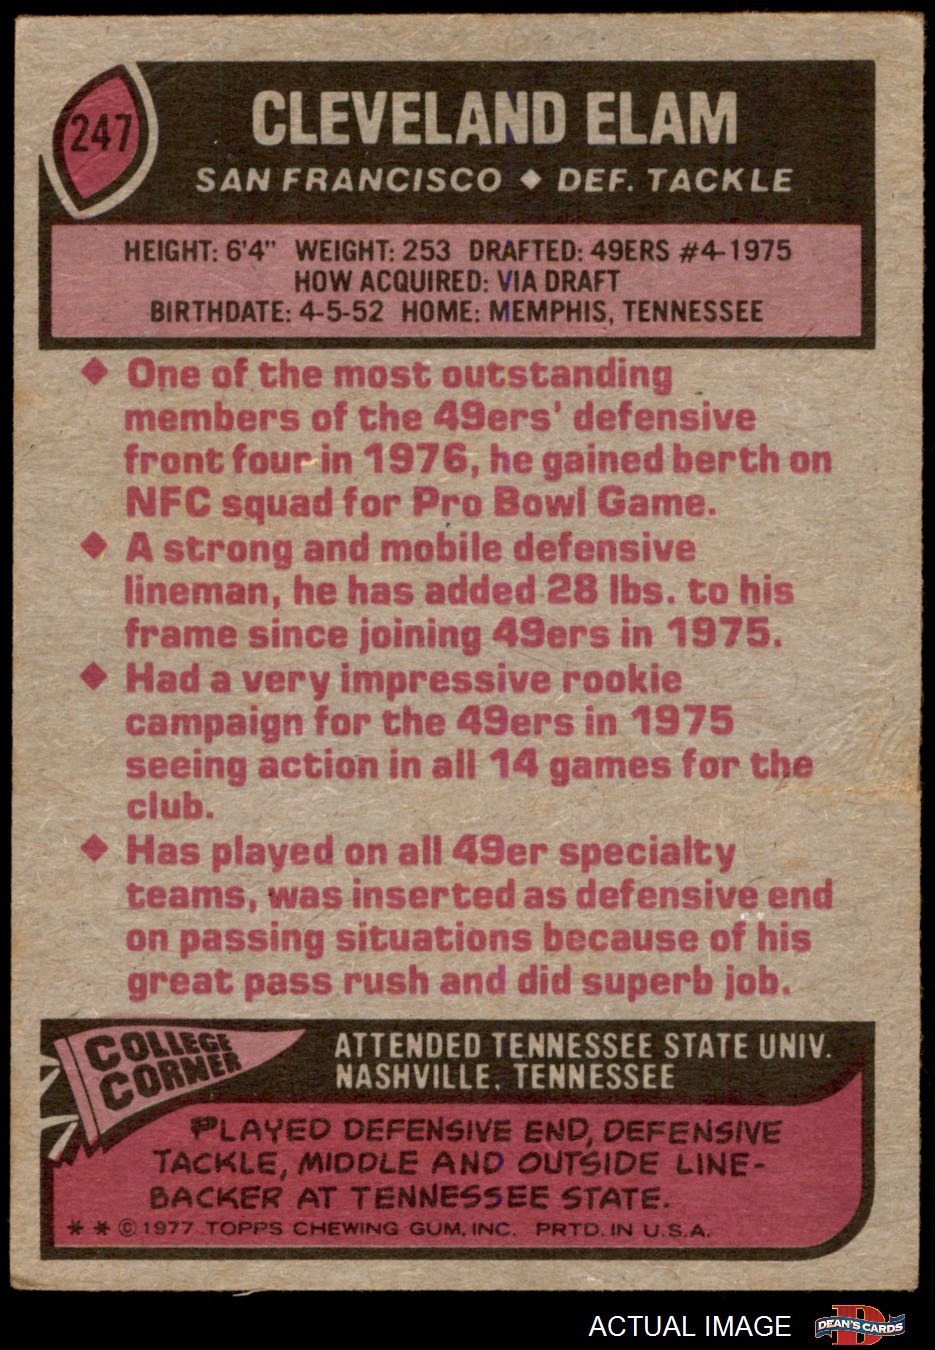 247
CLEVELAND ELAM
SAN FRANCISCO ◆ DEF. TACKLE
HEIGHT: 6'4" WEIGHT: 253 DRAFTED: 49ERS #4-1975
HOW ACQUIRED: VIA DRAFT
BIRTHDATE: 4-5-52 HOME: MEMPHIS, TENNESSEE
◆ One of the most outstanding
members of the 49ers' defensive
front four in 1976, he gained berth on
NFC squad for Pro Bowl Game.
◆ A strong and mobile defensive
lineman, he has added 28 lbs. to his
frame since joining 49ers in 1975.
◆ Had a very impressive rookie
campaign for the 49ers in 1975
seeing action in all 14 games for the
club.
◆ Has played on all 49er specialty
teams, was inserted as defensive end
on passing situations because of his
great pass rush and did superb job.
COLLEGE
CORNER
ATTENDED TENNESSEE STATE UNIV.
NASHVILLE, TENNESSEE
PLAYED DEFENSIVE END, DEFENSIVE
TACKLE, MIDDLE AND OUTSIDE LINE-
BACKER AT TENNESSEE STATE.
* * © 1977 TOPPS CHEWING GUM, INC. PRTD. IN U.S.A.
ACTUAL IMAGE
D
DEAN'S CARDS